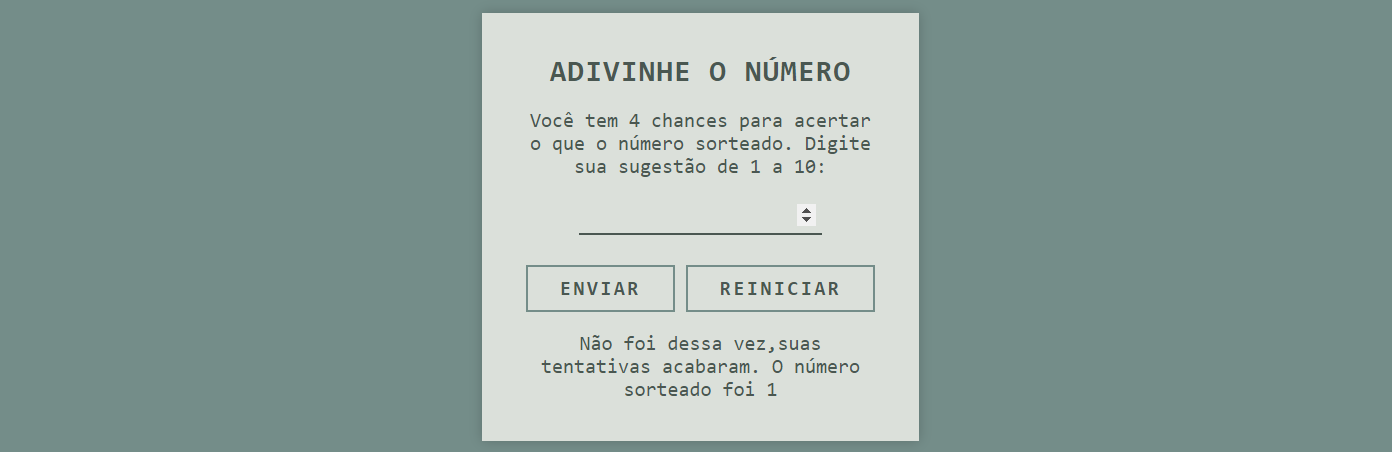 ADIVINHE O NÚMERO
Você tem 4 chances para acertar
o que o número sorteado. Digite
sua sugestão de 1 a 10:
ENVIAR
REINICIAR
Não foi dessa vez,suas
tentativas acabaram. O número
sorteado foi 1